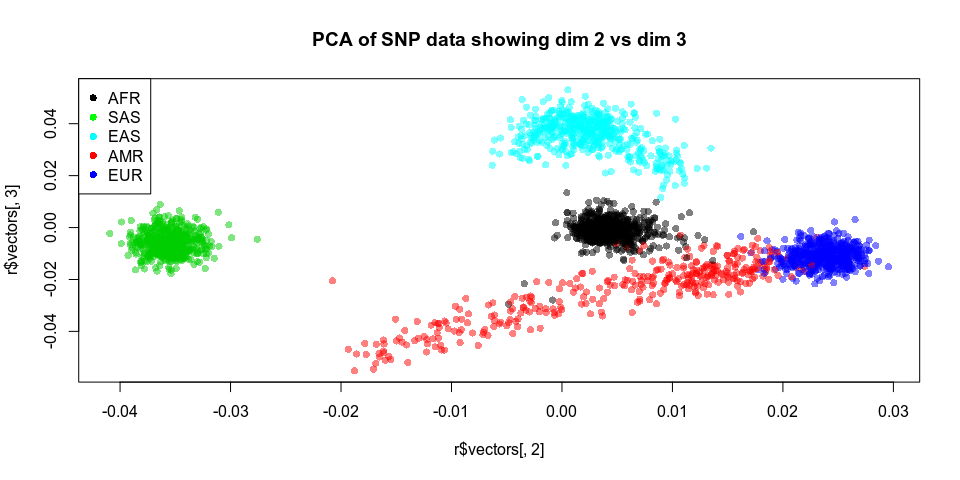 PCA of SNP data showing dim 2 vs dim 3
AFR
SAS
EAS
AMR
EUR
r$vectors[, 3]
0.04
0.02
0.00
-0.02
-0.04
-0.04 -0.03 -0.02 -0.01 0.00 0.01 0.02 0.03
r$vectors[, 2]